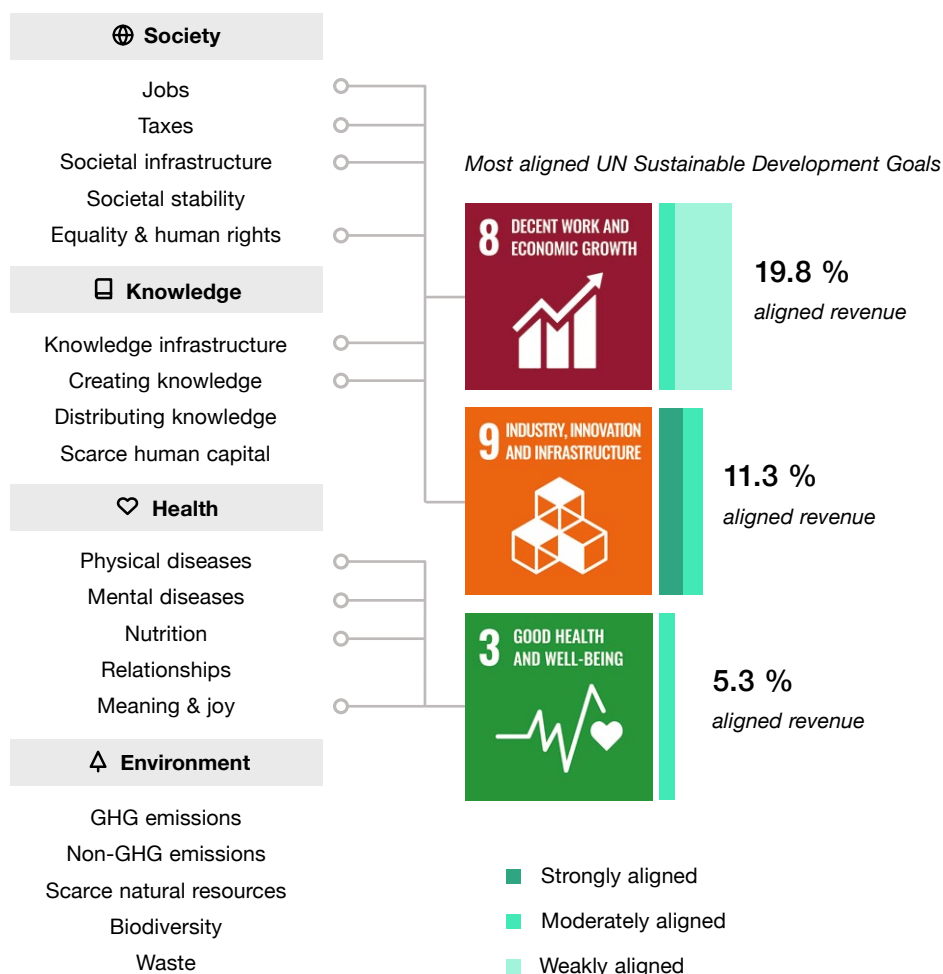 Society
Jobs
Taxes
Societal infrastructure
Societal stability
Equality & human rights
Knowledge
Knowledge infrastructure
Creating knowledge
Distributing knowledge
Scarce human capital
Health
Physical diseases
Mental diseases
Nutrition
Relationships
Meaning & joy
Environment
GHG emissions
Non-GHG emissions
Scarce natural resources
Biodiversity
Waste
Most aligned UN Sustainable Development Goals
8 DECENT WORK AND
ECONOMIC GROWTH
19.8 %
aligned revenue
9 INDUSTRY, INNOVATION
AND INFRASTRUCTURE
11.3 %
aligned revenue
3 GOOD HEALTH
AND WELL-BEING
5.3 %
aligned revenue
Strongly aligned
Moderately aligned
Weakly aligned